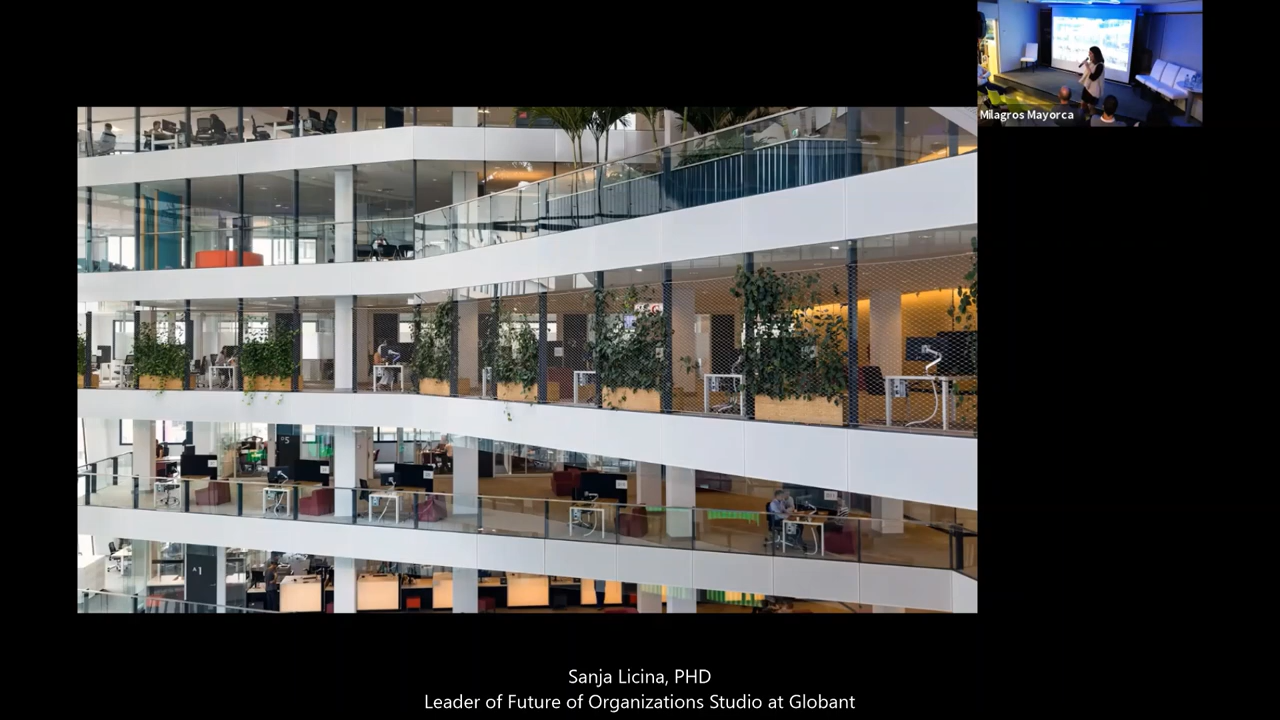 Milagros Mayorca
Sanja Licina, PHD
Leader of Future of Organizations Studio at Globant